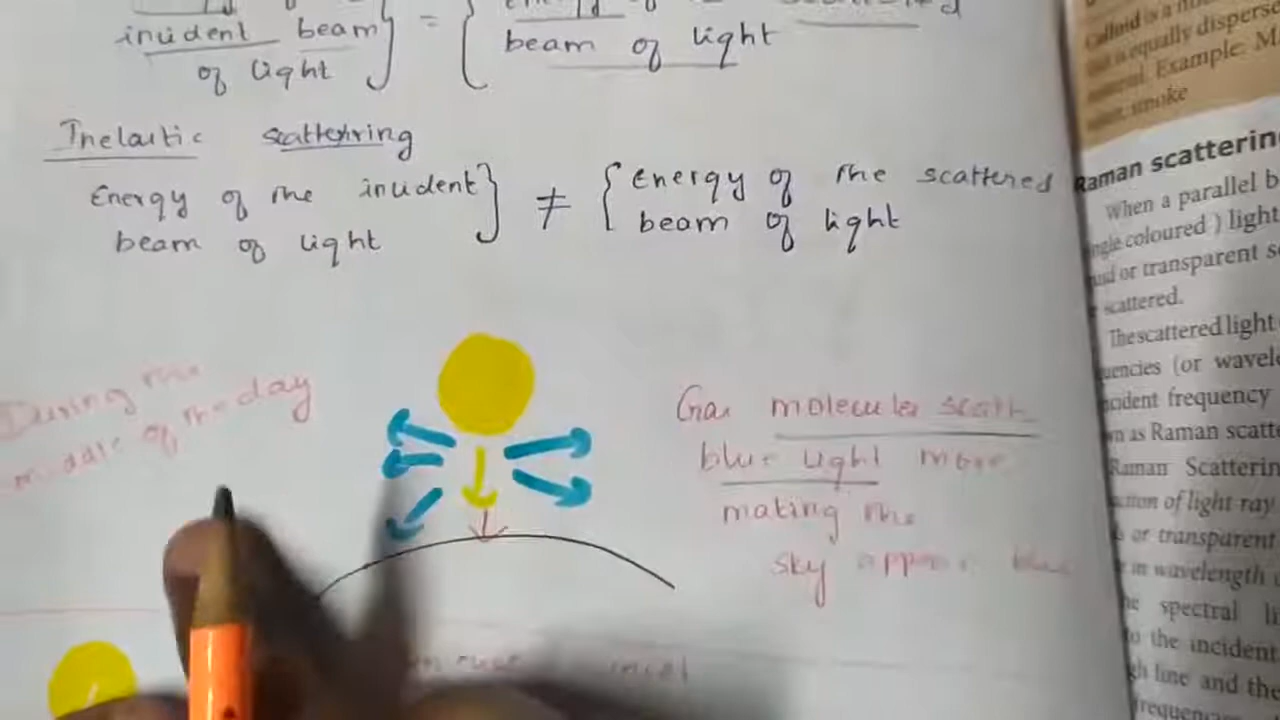 incident beam
of light } = {
beam of light
Inelastic scattering
Energy of the incident } ≠ { energy of the scattered
beam of light
beam of light
During the
middle of the day
Gas molecules scatt
blue light more
making the
sky appear blue
is equally disperse
Example: M
smoke
Raman scatterin
When a parallel b
coloured ) light
or transparent s
scattered.
The scattered light
(or wavel
frequency
as Raman scatte
Raman Scatterin
of light ray
or transparent
in wavelength
spectral li
to the incident
line and the